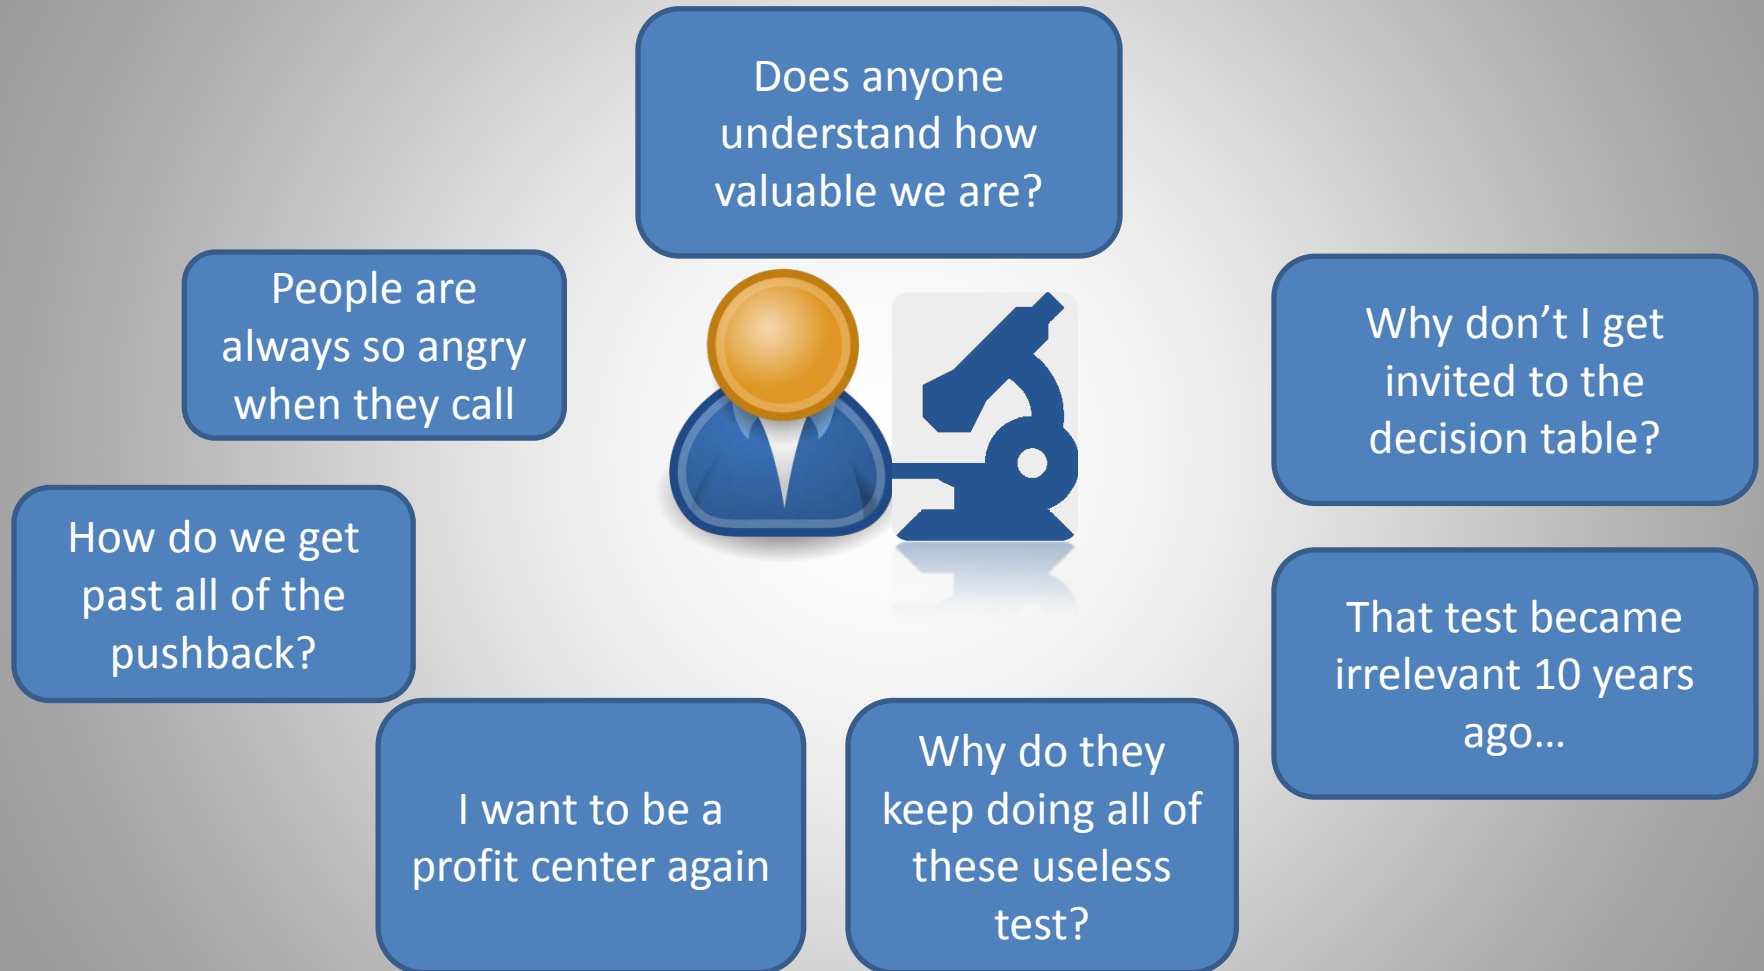 Does anyone
understand how
valuable we are?
People are
always so angry
when they call
Why don’t I get
invited to the
decision table?
How do we get
past all of the
pushback?
That test became
irrelevant 10 years
ago…
I want to be a
profit center again
Why do they
keep doing all of
these useless
test?